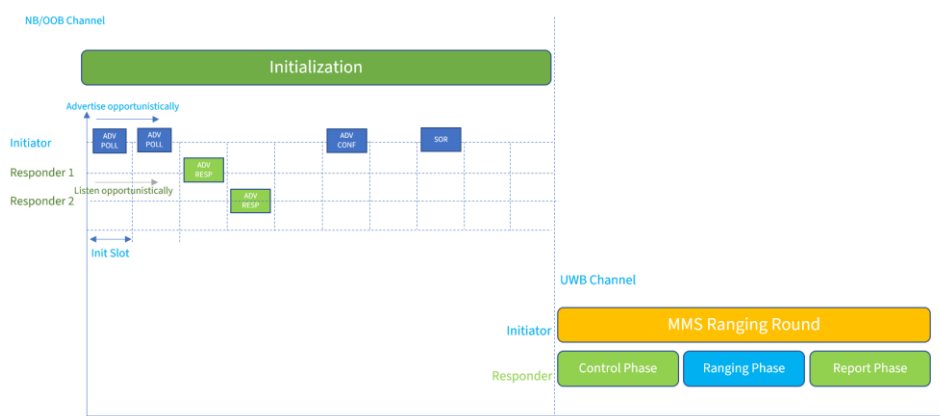 NB/OOB Channel
Initialization
Advertise opportunistically
Initiator
ADV
POLL
ADV
POLL
ADV
CONF
SOR
Responder 1
ADV
RESP
Listen opportunistically
Responder 2
ADV
RESP
Init Slot
UWB Channel
Initiator
MMS Ranging Round
Responder
Control Phase
Ranging Phase
Report Phase